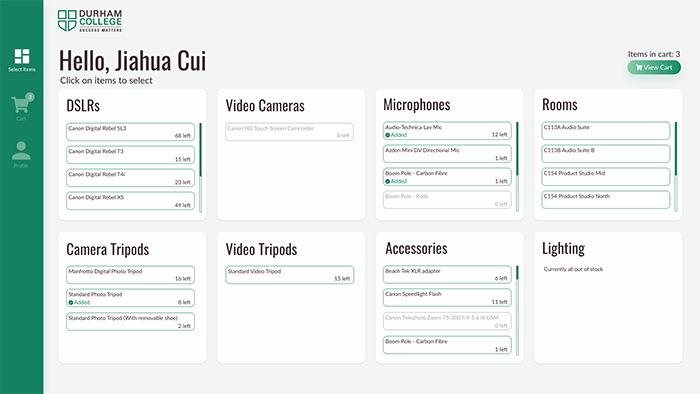 DURHAM
COLLEGE
SUCCESS MATTERS
Hello, Jiahua Cui
Click on items to select
Items in cart: 3
View Cart
Select Items
3
Cart
Profile
DSLRs
Canon Digital Rebel SL3
68 left
Canon Digital Rebel T3
15 left
Canon Digital Rebel T4i
23 left
Canon Digital Rebel XS
49 left
Video Cameras
Canon HD Touch Screen Camcorder
0 left
Microphones
Audio-Technica Lav Mic
Added
12 left
Azden Mini DV Directional Mic
1 left
Boom Pole - Carbon Fibre
Added
1 left
Boom Pole - Rode
0 left
Rooms
C113A Audio Suite
C113B Audio Suite B
C154 Product Studio Mid
C154 Product Studio North
Camera Tripods
Manfrotto Digital Photo Tripod
16 left
Standard Photo Tripod
Added
8 left
Standard Photo Tripod (With removable shoe)
2 left
Video Tripods
Standard Video Tripod
15 left
Accessories
Beach Tek XLR adapter
6 left
Canon Speedlight Flash
11 left
Canon Telephoto Zoom 75-300 f/4-5.6 III USM
0 left
Boom Pole - Carbon Fibre
1 left
Lighting
Currently all out of stock